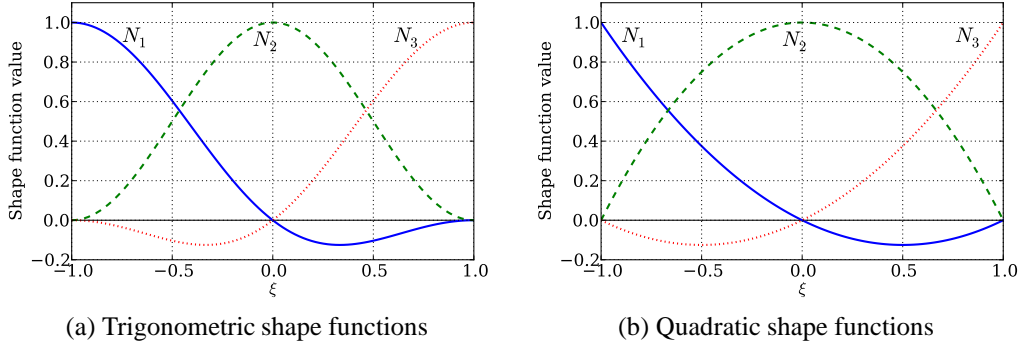 Shape function value
1.0
0.8
0.6
0.4
0.2
0.0
−0.2
N₁
N₂
N₃
−1.0 −0.5 0.0 0.5 1.0
ξ
(a) Trigonometric shape functions
Shape function value
1.0
0.8
0.6
0.4
0.2
0.0
−0.2
N₁
N₂
N₃
−1.0 −0.5 0.0 0.5 1.0
ξ
(b) Quadratic shape functions